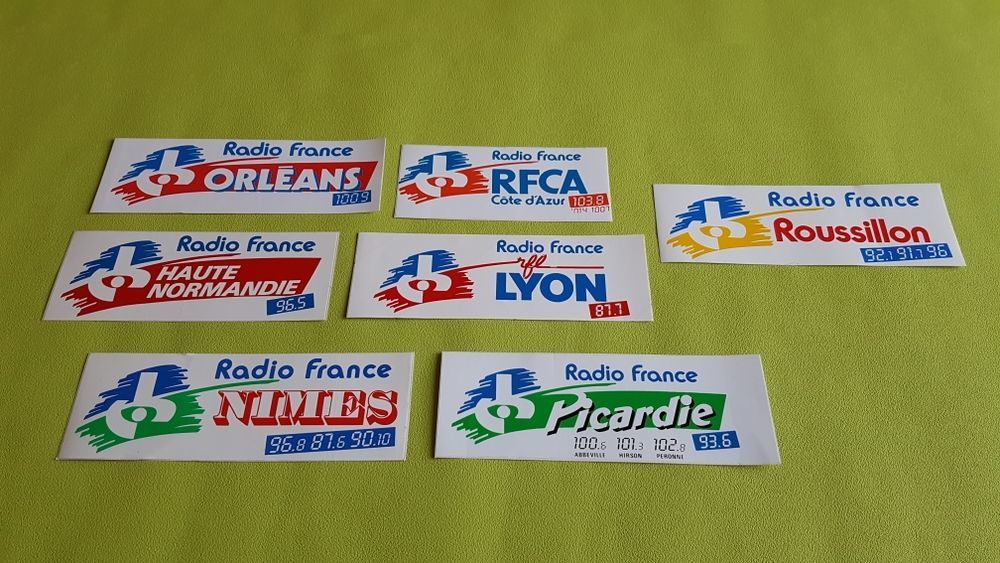 Radio France
ORLÉANS
100.9
Radio France
RFCA
Côte d'Azur 103.8
Radio France
Roussillon
92.1 91.1 96
Radio France
HAUTE
NORMANDIE
96.5
Radio France
rfl
LYON
87.7
Radio France
NIMES
96.8 87.6 90.10
Radio France
Picardie
100.6 101.3 102.8 93.6
ABBEVILLE HIRSON PERONNE